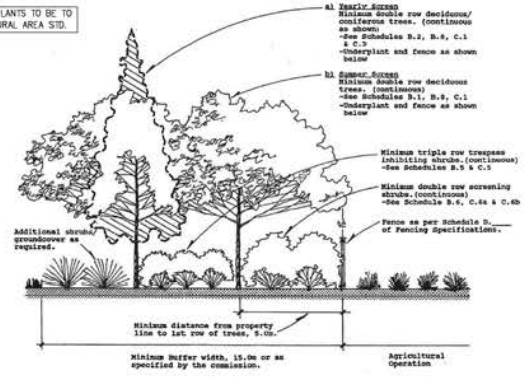 PLANTS TO BE TO
URAL AREA STD.
a) Yearly Screen
Minimum double row deciduous/
coniferous trees. (continuous
as shown)
-See Schedules B.2, B.8, C.1
& C.3
-Underplant and fence as shown
below
b) Summer Screen
Minimum double row deciduous
trees. (continuous)
-See Schedules B.1, B.8, C.1
-Underplant and fence as shown
below
Minimum triple row trespass
inhibiting shrubs.(continuous)
-See Schedules B.5 & C.5
Minimum double row screening
shrubs.(continuous)
-See Schedule B.6, C.6a & C.6b
Fence as per Schedule D.____
of Fencing Specifications.
Additional shrubs,
groundcover as
required.
Minimum distance from property
line to 1st row of trees, 5.0m.
Minimum Buffer width, 15.0m or as
specified by the commission.
Agricultural
Operation